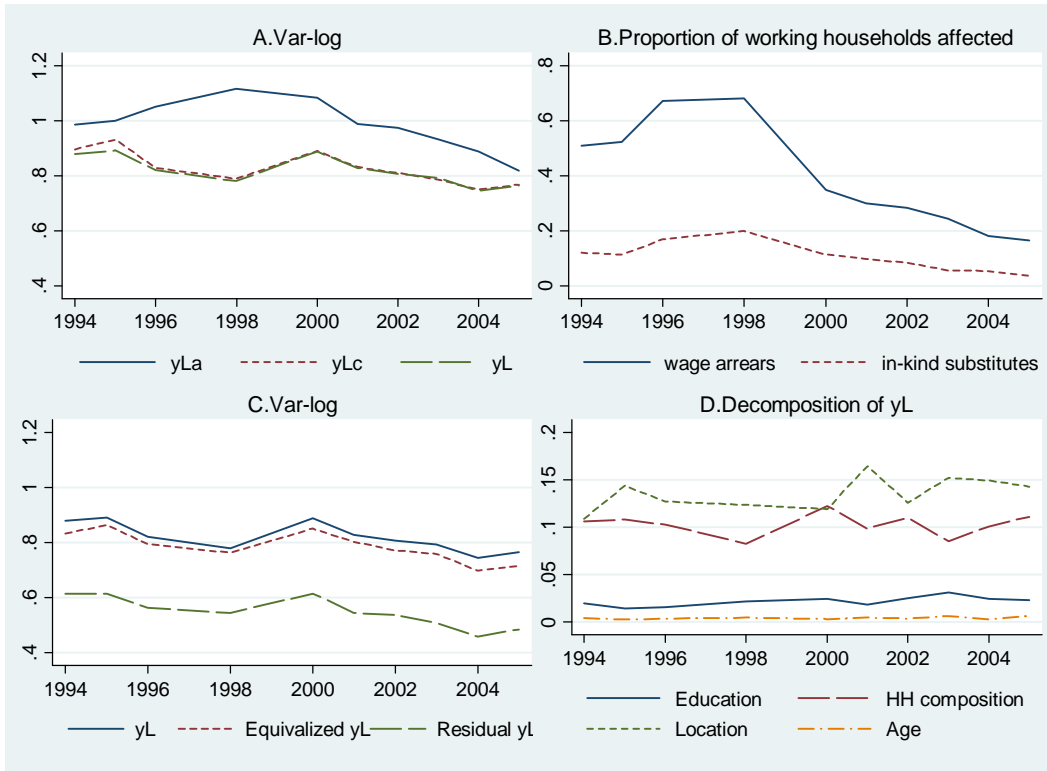 A.Var-log
1.2
1
.8
.6
.4
1994 1996 1998 2000 2002 2004
yLa yLc yL
B.Proportion of working households affected
.8
.6
.4
.2
0
1994 1996 1998 2000 2002 2004
wage arrears in-kind substitutes
C.Var-log
1.2
1
.8
.6
.4
1994 1996 1998 2000 2002 2004
yL Equivalized yL Residual yL
D.Decomposition of yL
.2
.15
.1
.05
0
1994 1996 1998 2000 2002 2004
Education HH composition
Location Age